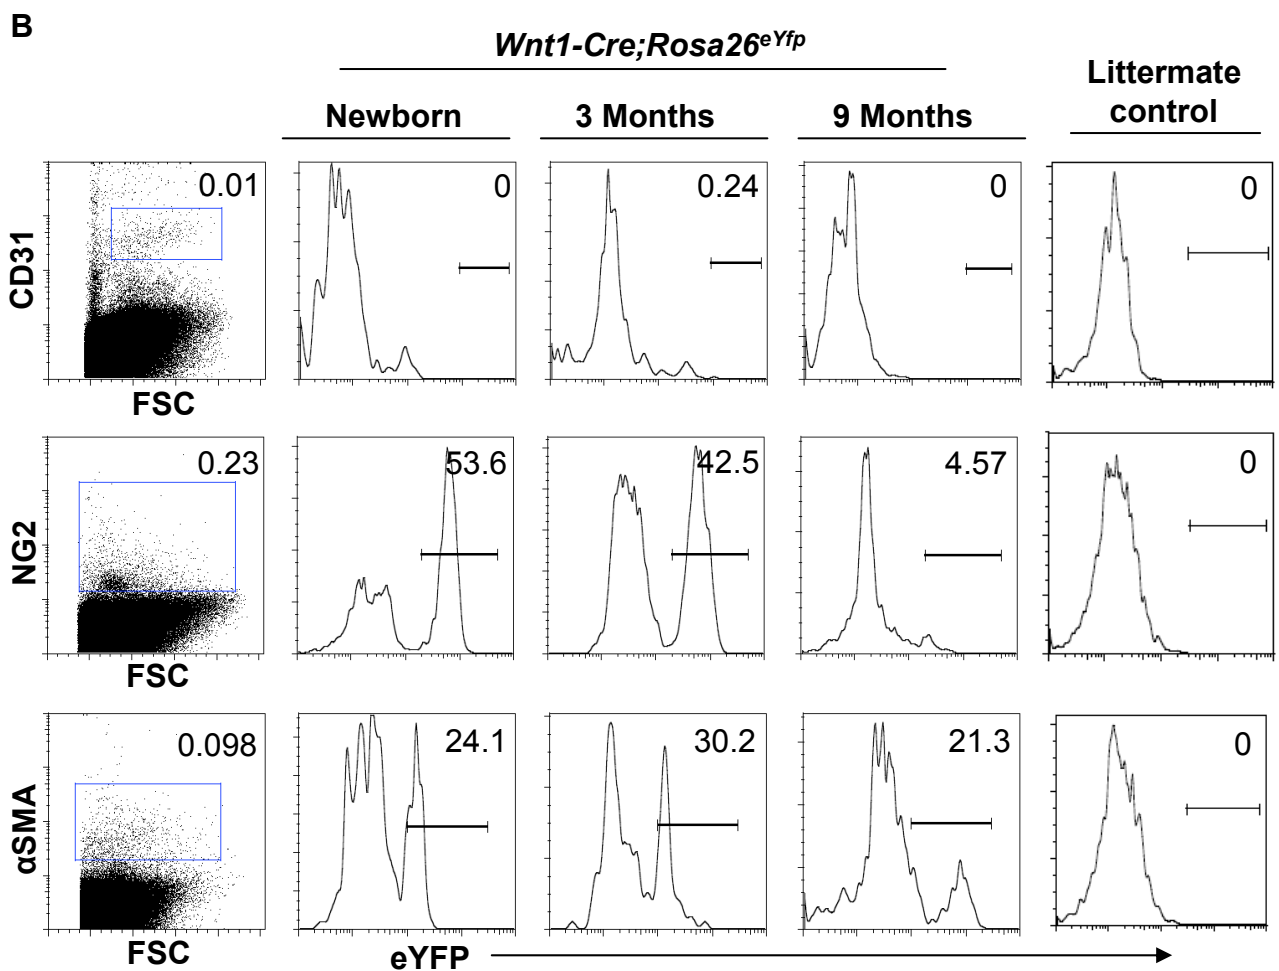 B
Wnt1-Cre;Rosa26eYfp
Newborn
3 Months
9 Months
Littermate
control
CD31
0.01
0
0.24
0
0
FSC
NG2
0.23
53.6
42.5
4.57
0
FSC
αSMA
0.098
24.1
30.2
21.3
0
FSC
eYFP